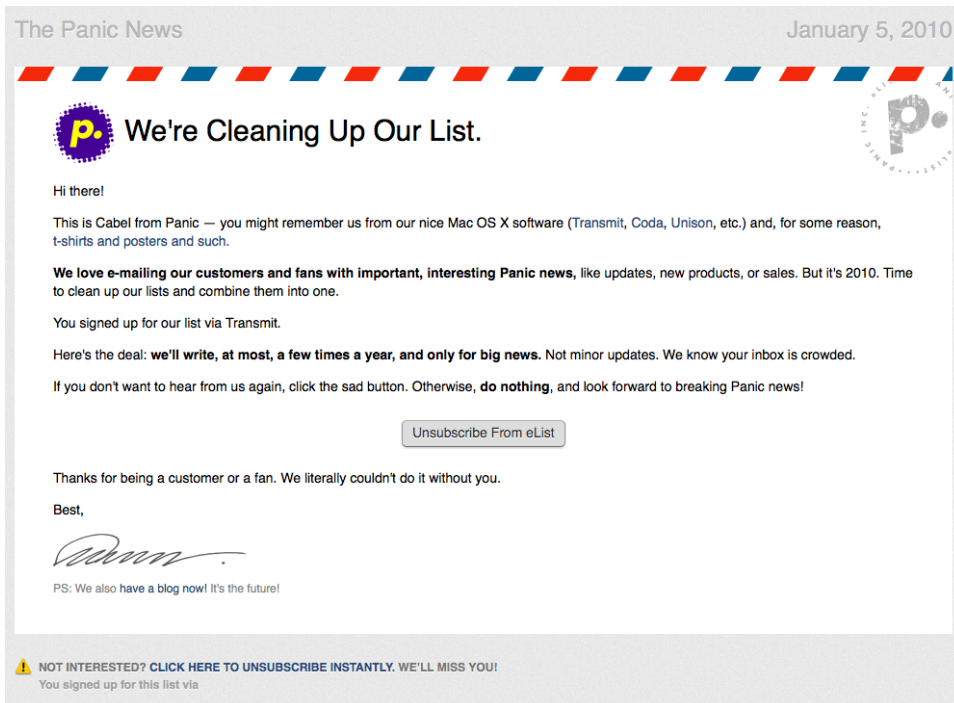 The Panic News
January 5, 2010
p.
We're Cleaning Up Our List.
p.
Hi there!
This is Cabel from Panic — you might remember us from our nice Mac OS X software (Transmit, Coda, Unison, etc.) and, for some reason,
t-shirts and posters and such.
We love e-mailing our customers and fans with important, interesting Panic news, like updates, new products, or sales. But it's 2010. Time
to clean up our lists and combine them into one.
You signed up for our list via Transmit.
Here's the deal: we'll write, at most, a few times a year, and only for big news. Not minor updates. We know your inbox is crowded.
If you don't want to hear from us again, click the sad button. Otherwise, do nothing, and look forward to breaking Panic news!
Unsubscribe From eList
Thanks for being a customer or a fan. We literally couldn't do it without you.
Best,
PS: We also have a blog now! It's the future!
NOT INTERESTED? CLICK HERE TO UNSUBSCRIBE INSTANTLY. WE'LL MISS YOU!
You signed up for this list via